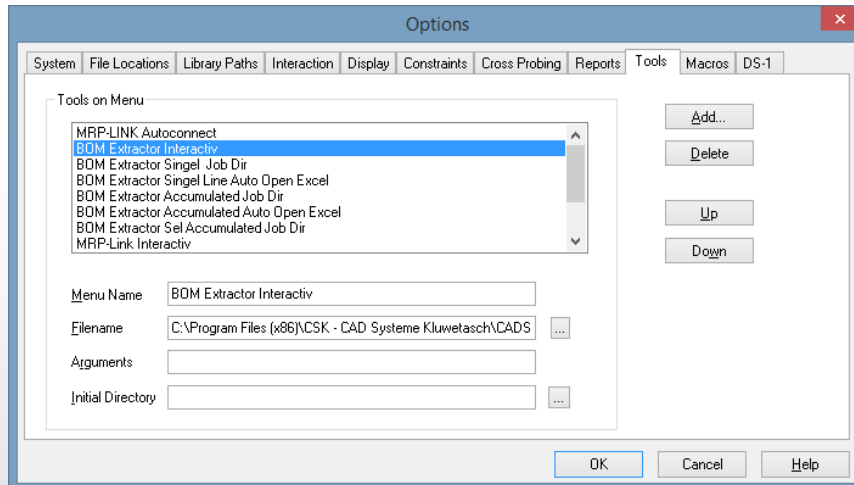 Options
System File Locations Library Paths Interaction Display Constraints Cross Probing Reports Tools Macros DS-1
Tools on Menu
MRP-LINK Autoconnect
BOM Extractor Interactiv
BOM Extractor Singel Job Dir
BOM Extractor Singel Line Auto Open Excel
BOM Extractor Accumulated Job Dir
BOM Extractor Accumulated Auto Open Excel
BOM Extractor Sel Accumulated Job Dir
MRP-Link Interactiv
Add...
Delete
Up
Down
Menu Name BOM Extractor Interactiv
Filename C:\Program Files (x86)\CSK - CAD Systeme Kluwetasch\CADS ...
Arguments
Initial Directory ...
OK Cancel Help